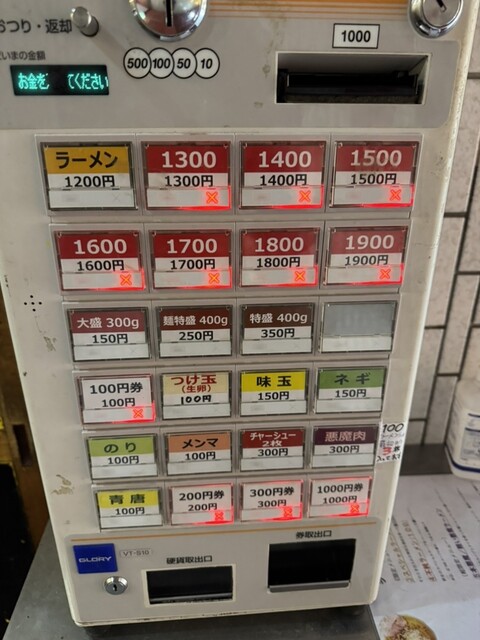 おつり・返却
500 100 50 10
1000
お金を てください
ラーメン
1200円
1300
1300円
1400
1400円
1500
1500円
1600
1600円
1700
1700円
1800
1800円
1900
1900円
大盛 300g
150円
麺特盛 400g
250円
特盛 400g
350円
100円券
100円
つけ玉
(生卵)
100円
味玉
150円
ネギ
150円
のり
100円
メンマ
100円
チャーシュー
2枚
300円
悪魔肉
300円
青唐
100円
200円券
200円
300円券
300円
1000円券
1000円
GLORY
VT-B10
硬貨取出口
券取出口